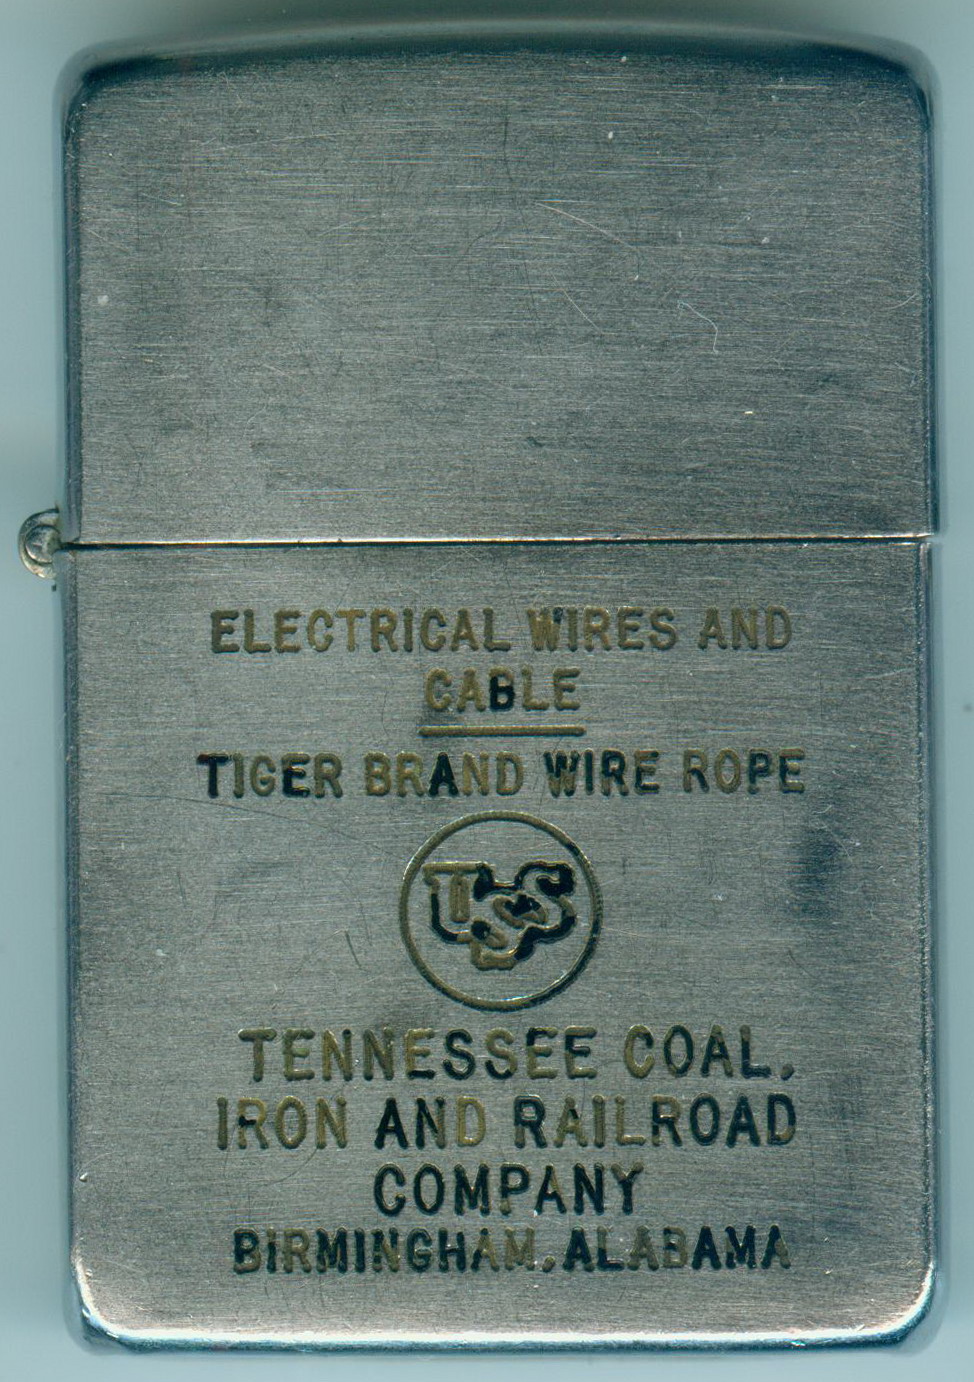 ELECTRICAL WIRES AND
CABLE
TIGER BRAND WIRE ROPE
USS
TENNESSEE COAL,
IRON AND RAILROAD
COMPANY
BIRMINGHAM, ALABAMA